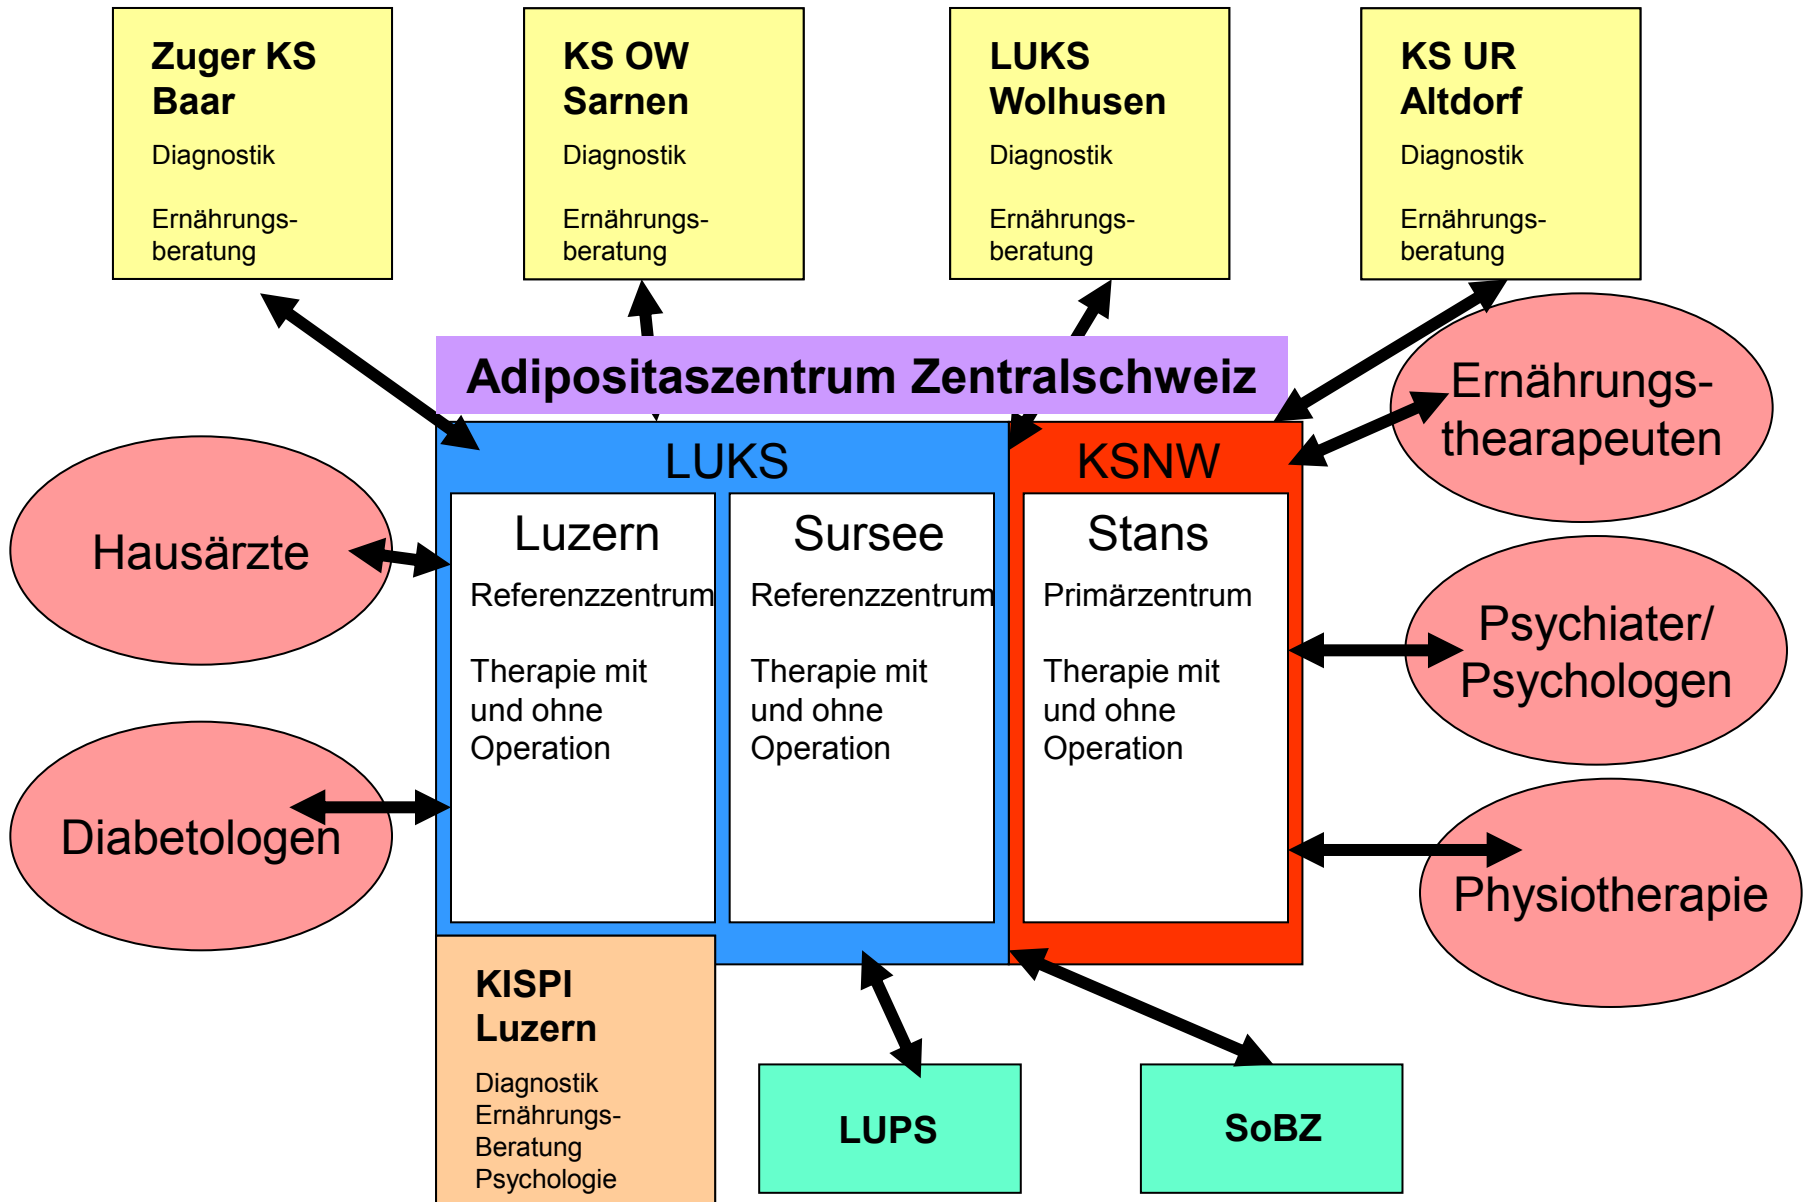 Zuger KS
Baar
Diagnostik
Ernährungs-
beratung
KS OW
Sarnen
Diagnostik
Ernährungs-
beratung
LUKS
Wolhusen
Diagnostik
Ernährungs-
beratung
KS UR
Altdorf
Diagnostik
Ernährungs-
beratung
Adipositaszentrum Zentralschweiz
LUKS
KSNW
Luzern
Referenzzentrum
Therapie mit
und ohne
Operation
Sursee
Referenzzentrum
Therapie mit
und ohne
Operation
Stans
Primärzentrum
Therapie mit
und ohne
Operation
Hausärzte
Diabetologen
Ernährungs-
thearapeuten
Psychiater/
Psychologen
Physiotherapie
KISPI
Luzern
Diagnostik
Ernährungs-
Beratung
Psychologie
LUPS
SoBZ